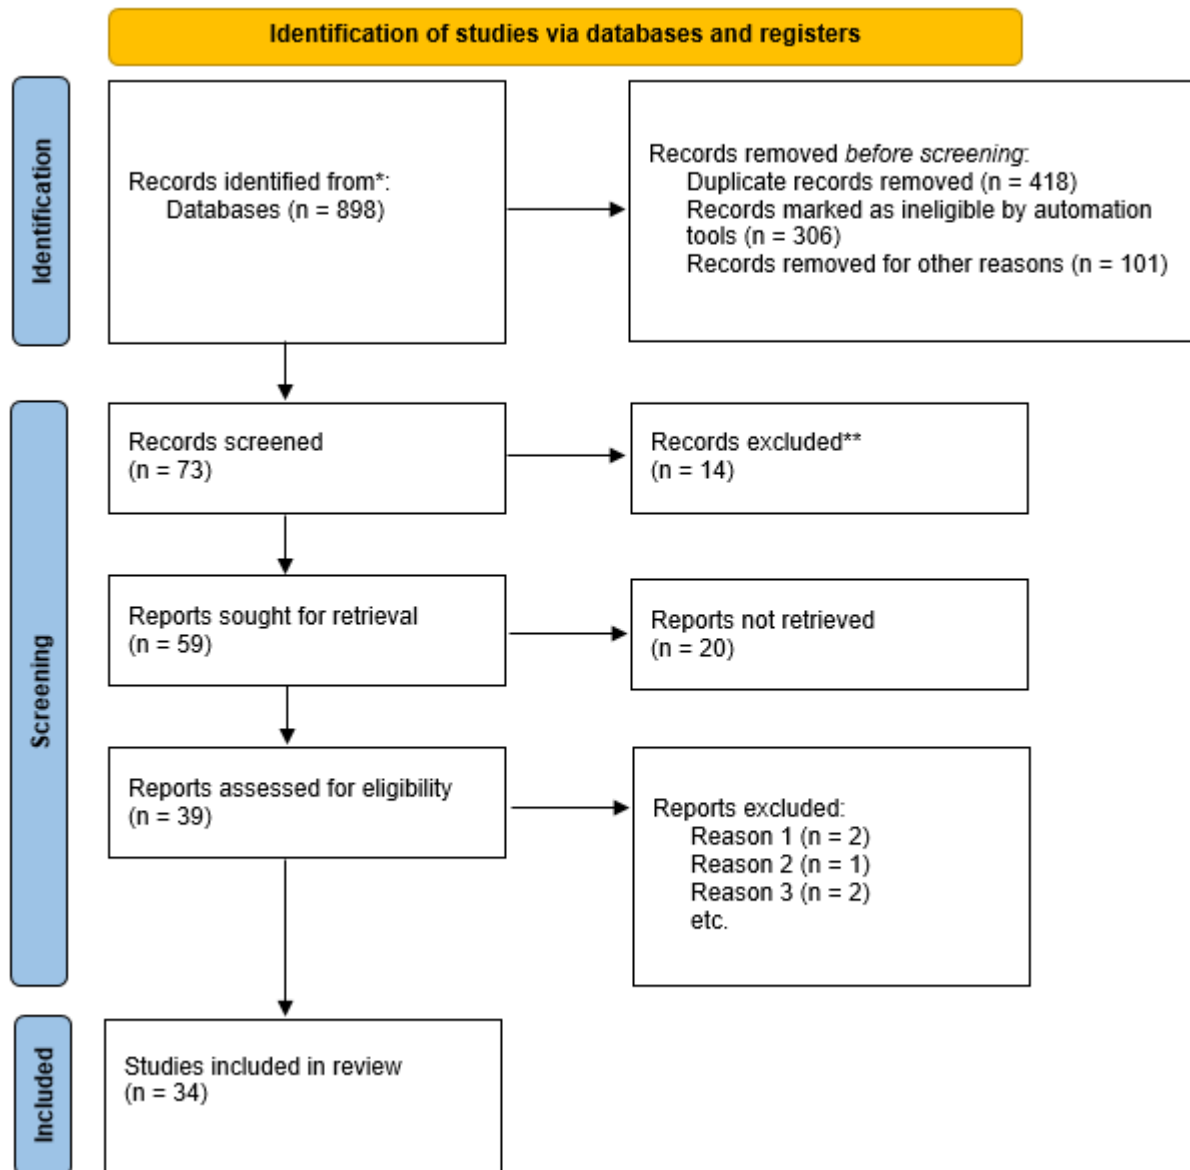 Identification of studies via databases and registers
Identification
Records identified from*:
Databases (n = 898)
Records removed before screening:
Duplicate records removed (n = 418)
Records marked as ineligible by automation
tools (n = 306)
Records removed for other reasons (n = 101)
Screening
Records screened
(n = 73)
Records excluded**
(n = 14)
Reports sought for retrieval
(n = 59)
Reports not retrieved
(n = 20)
Reports assessed for eligibility
(n = 39)
Reports excluded:
Reason 1 (n = 2)
Reason 2 (n = 1)
Reason 3 (n = 2)
etc.
Included
Studies included in review
(n = 34)